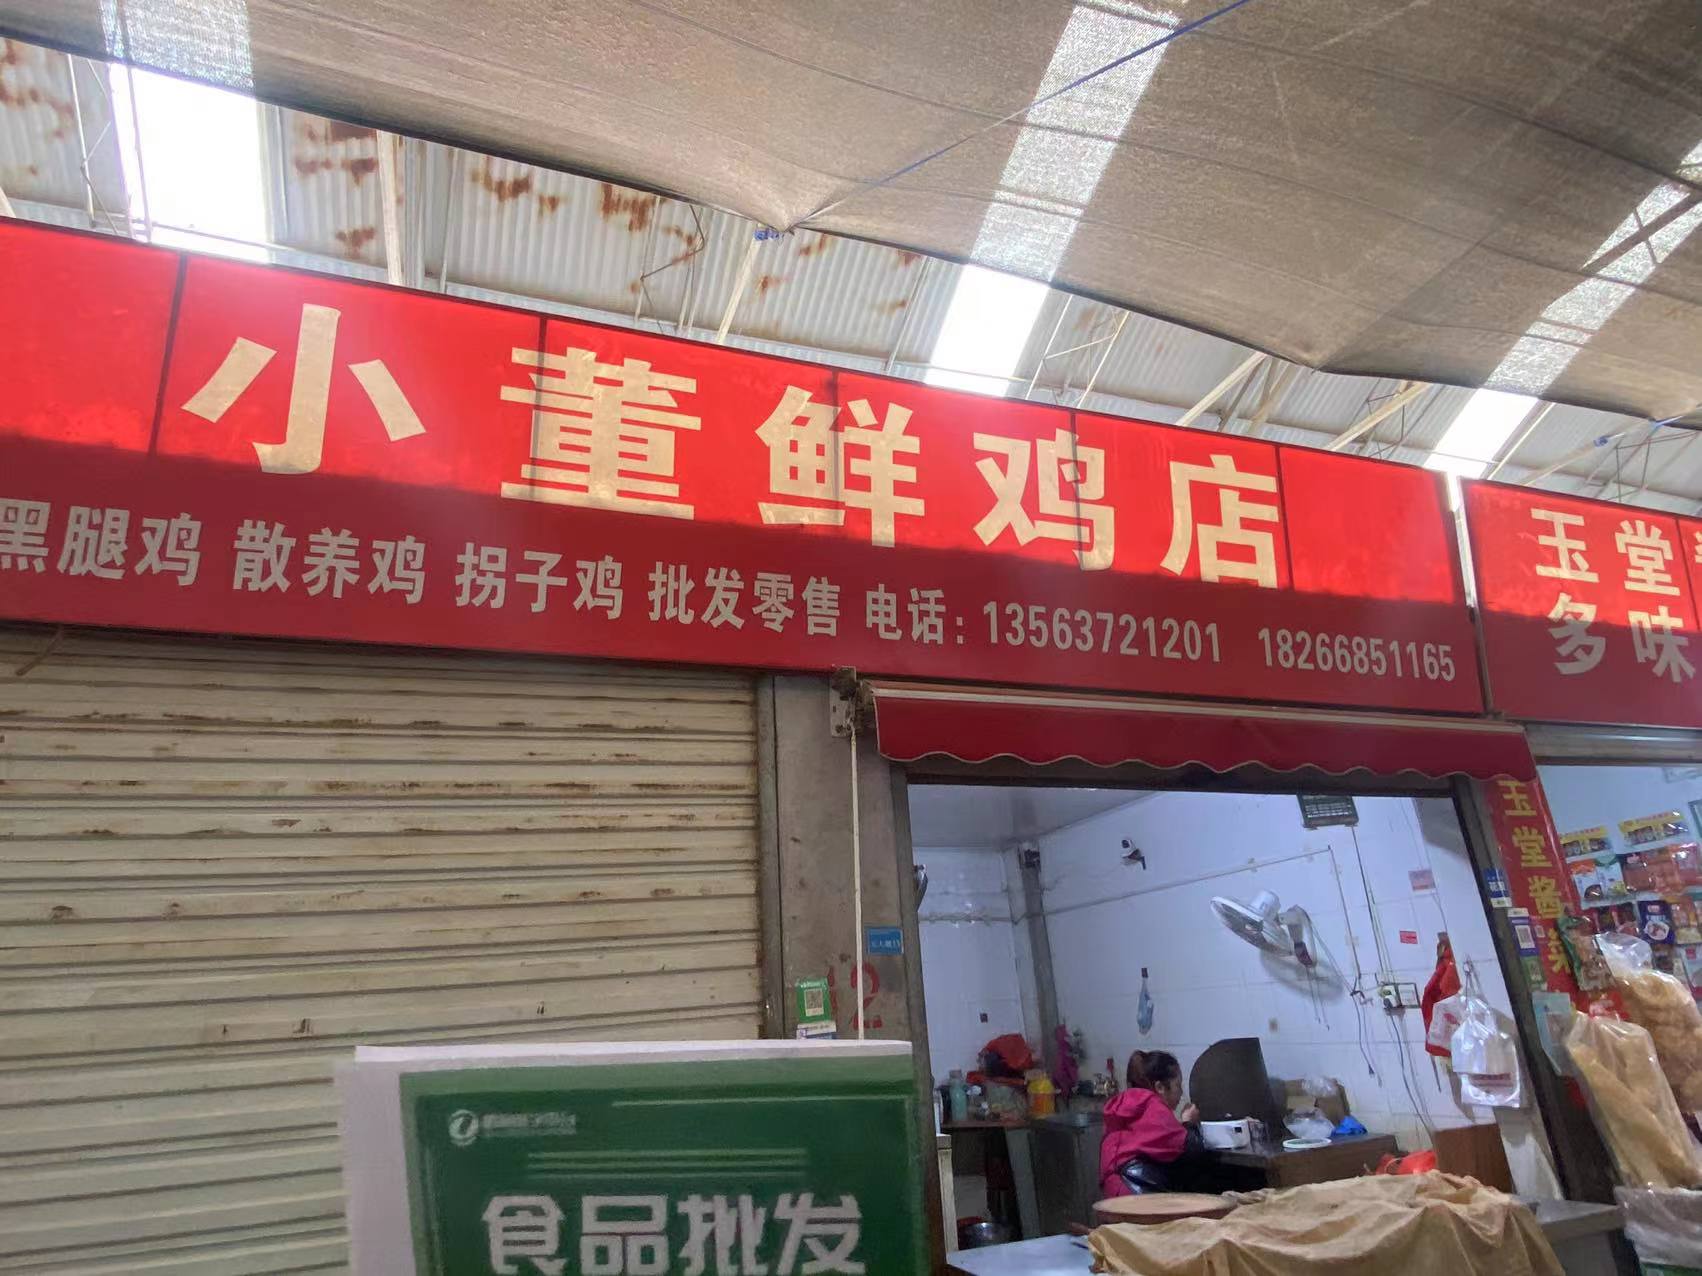 小董鲜鸡店
黑腿鸡 散养鸡 拐子鸡 批发零售 电话：13563721201 18266851165
玉堂
多味
玉堂酱菜
12
食品批发